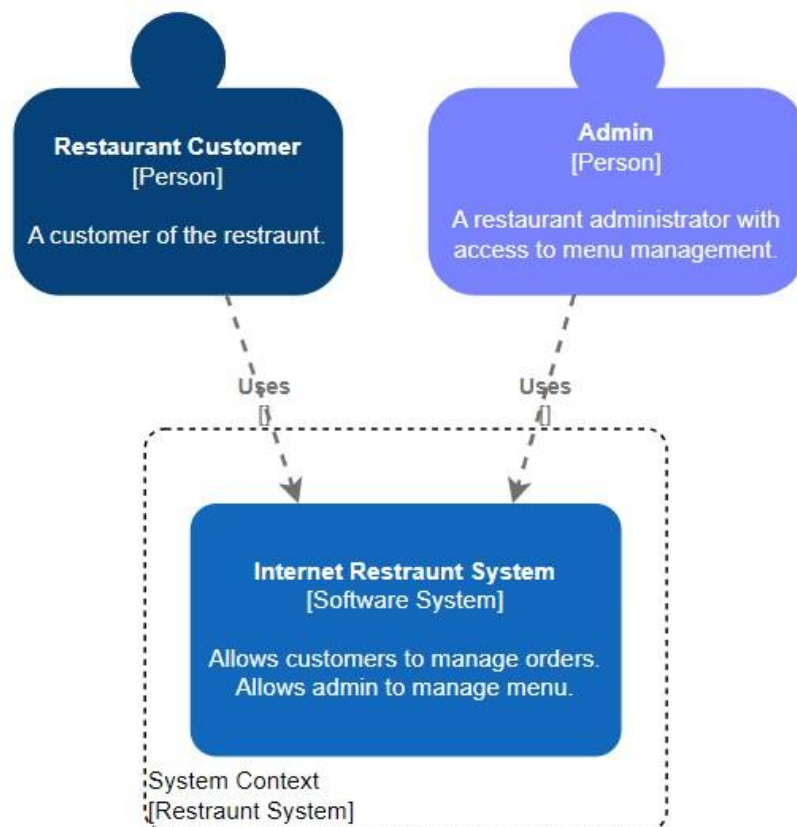 Restaurant Customer
[Person]
A customer of the restraunt.
Admin
[Person]
A restaurant administrator with
access to menu management.
Uses
[]
Uses
[]
Internet Restraunt System
[Software System]
Allows customers to manage orders.
Allows admin to manage menu.
System Context
[Restraunt System]